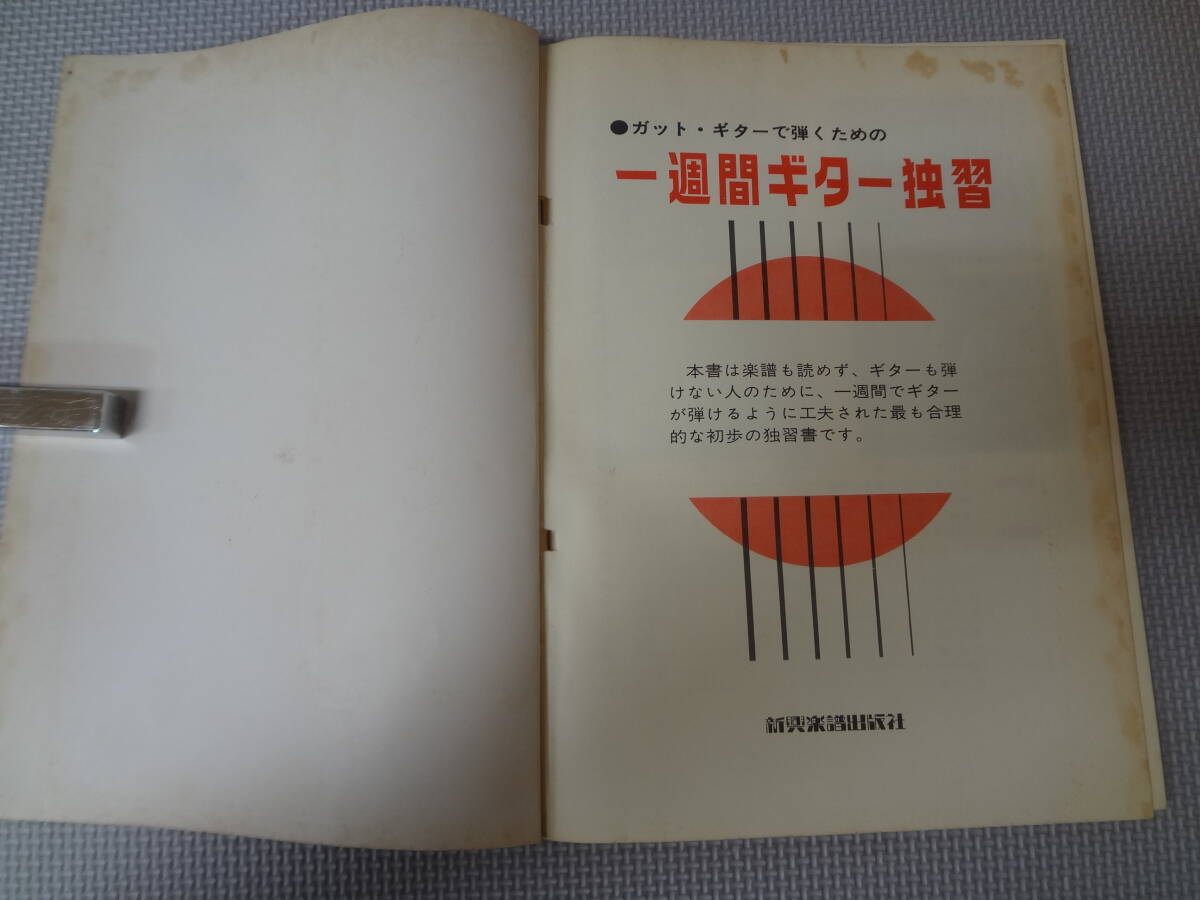 ●ガット・ギターで弾くための
一週間ギター独習
本書は楽譜も読めず、ギターも弾
けない人のために、一週間でギター
が弾けるように工夫された最も合理
的な初歩の独習書です。
新興楽譜出版社